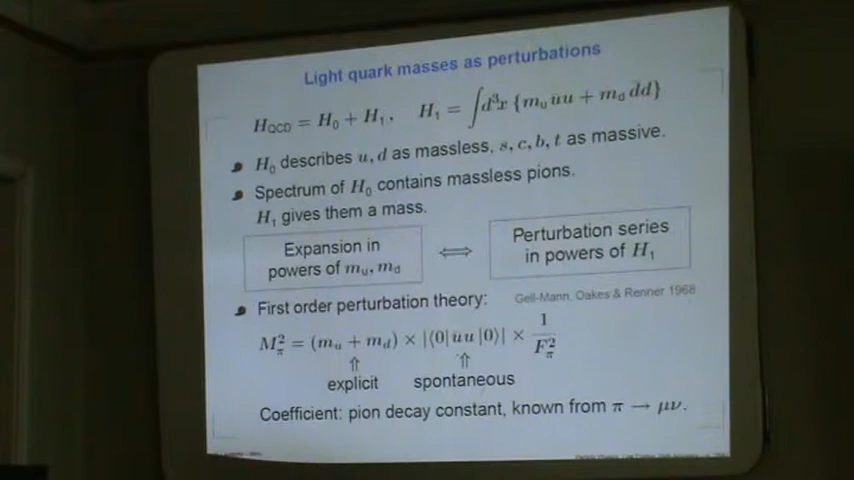 Light quark masses as perturbations
H_QCD = H_0 + H_1 ,   H_1 = ∫d³x {m_u ūu + m_d d̄d}
H_0 describes u, d as massless, s, c, b, t as massive.
Spectrum of H_0 contains massless pions.
H_1 gives them a mass.
Expansion in
powers of m_u, m_d
⟺
Perturbation series
in powers of H_1
First order perturbation theory:
Gell-Mann, Oakes & Renner 1968
M_π² = (m_u + m_d) × |⟨0| ūu |0⟩| × 1/F_π²
⇑ ⇑
explicit spontaneous
Coefficient: pion decay constant, known from π → μν.